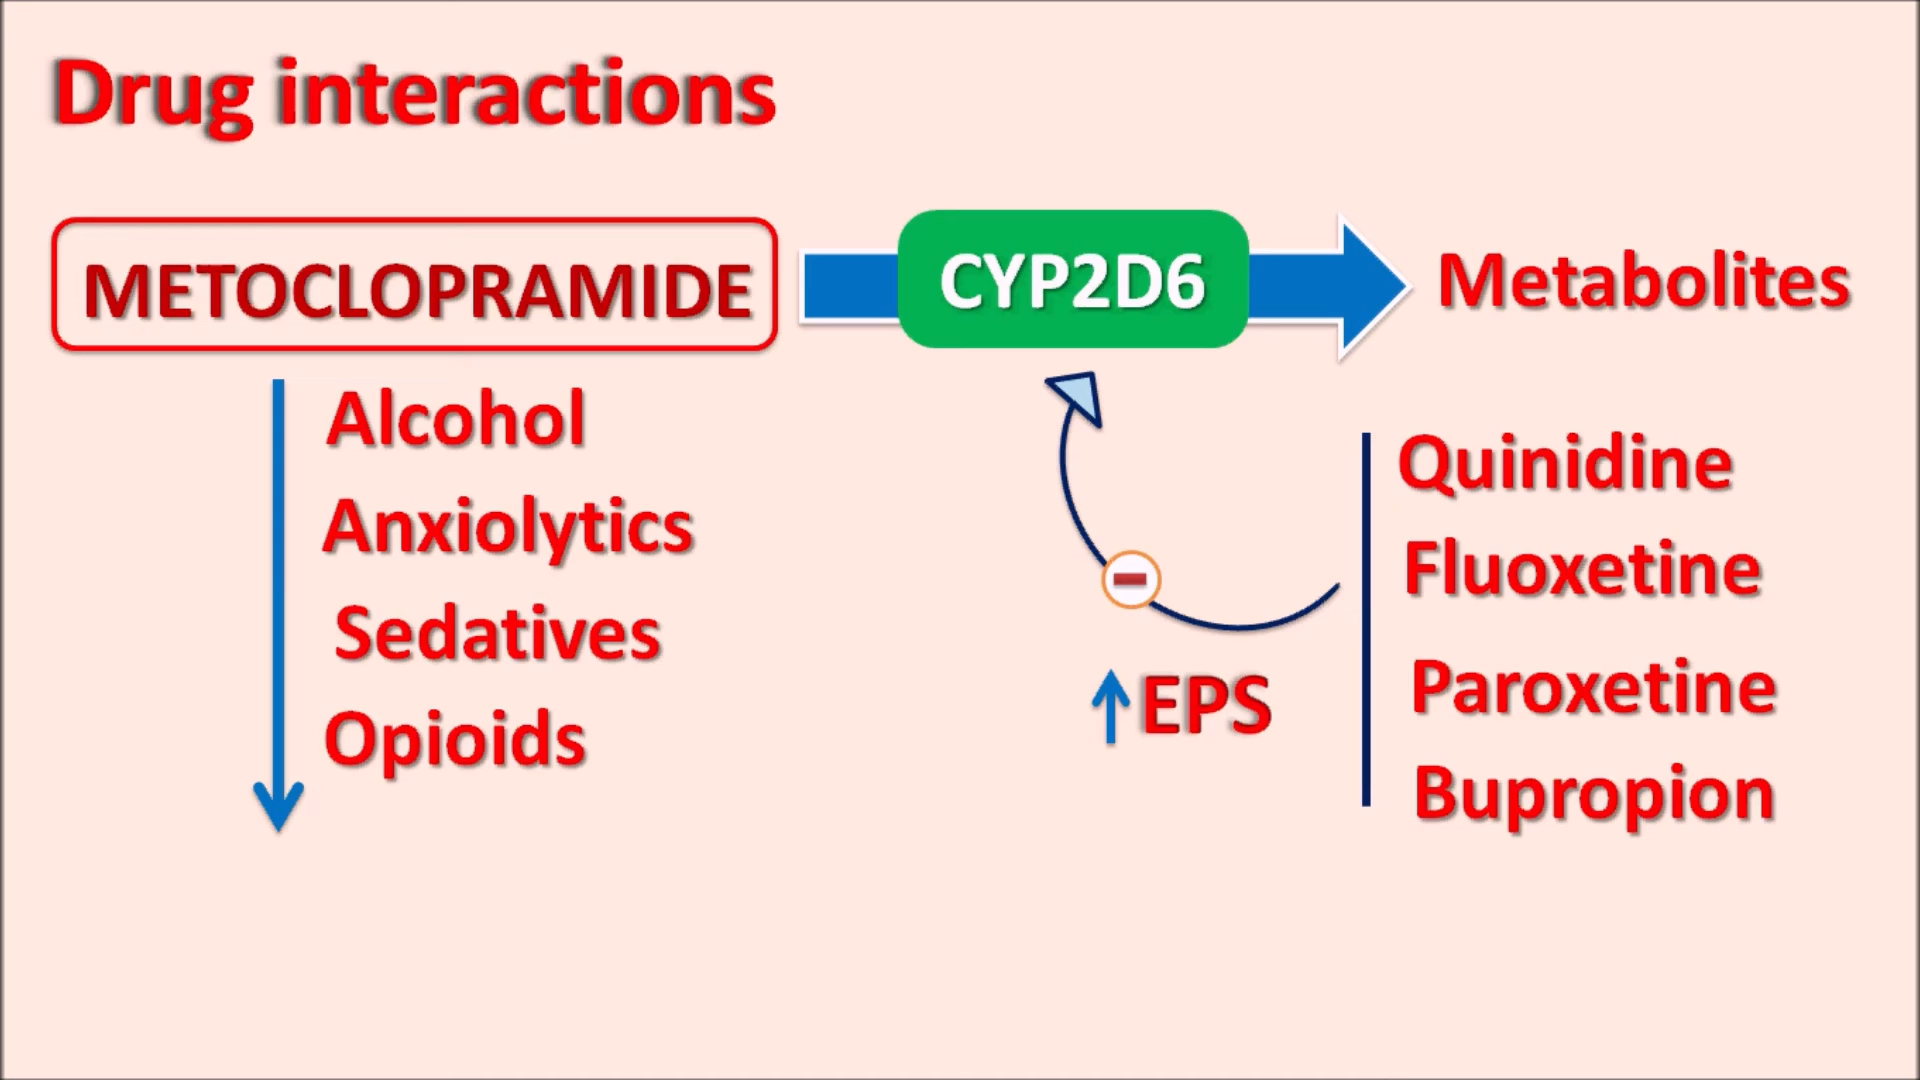 Drug interactions
METOCLOPRAMIDE
CYP2D6
Metabolites
Alcohol
Anxiolytics
Sedatives
Opioids
EPS
Quinidine
Fluoxetine
Paroxetine
Bupropion